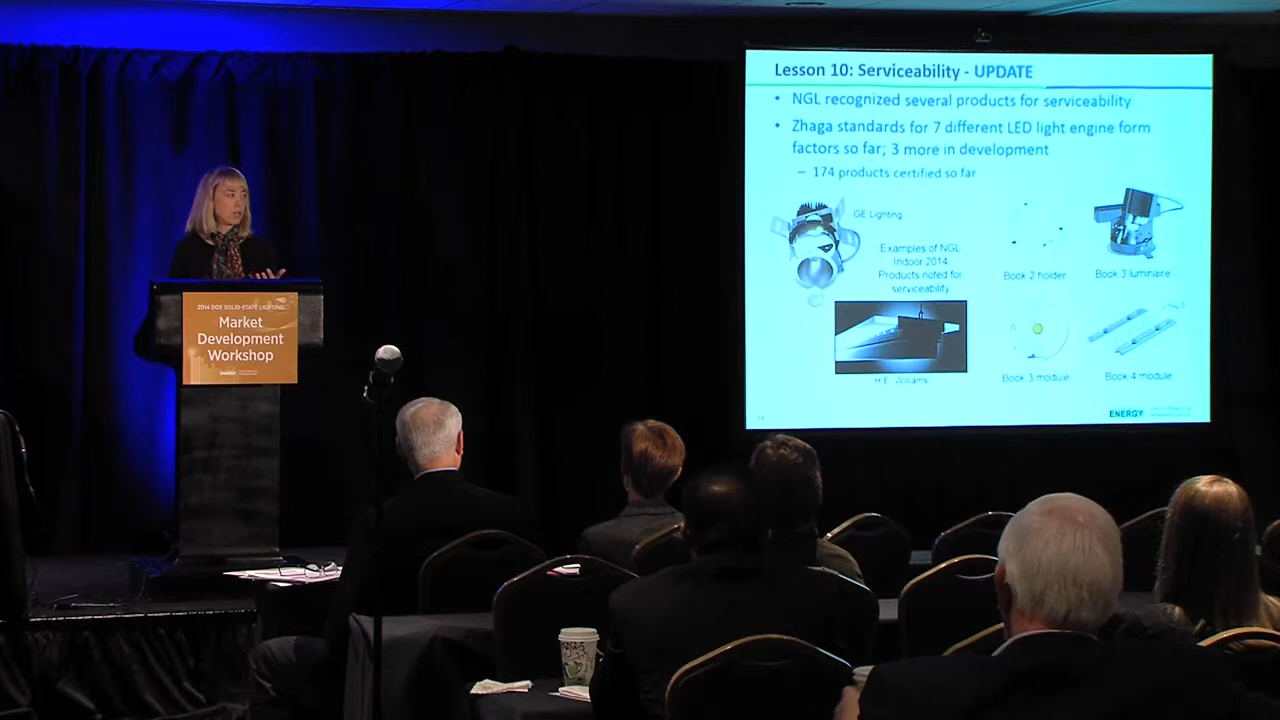 Lesson 10: Serviceability - UPDATE
• NGL recognized several products for serviceability
• Zhaga standards for 7 different LED light engine form
factors so far; 3 more in development
– 174 products certified so far
GE Lighting
Examples of NGL
Indoor 2014
Products noted for
serviceability
Book 2 holder
Book 3 luminaire
H.E. Williams
Book 3 module
Book 4 module
ENERGY
2014 DOE SOLID-STATE LIGHTING
Market
Development
Workshop
ENERGY